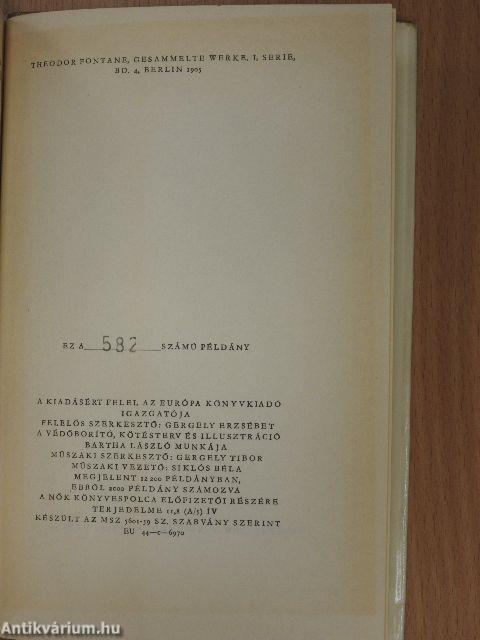 THEODOR FONTANE, GESAMMELTE WERKE, I. SERIE,
BD. 4, BERLIN 1905
EZ A 582 SZÁMÚ PÉLDÁNY
A KIADÁSÉRT FELEL AZ EURÓPA KÖNYVKIADÓ
IGAZGATÓJA
FELELŐS SZERKESZTŐ: GERGELY ERZSÉBET
A VÉDŐBORÍTÓ, KÖTÉSTERV ÉS ILLUSZTRÁCIÓ
BARTHA LÁSZLÓ MUNKÁJA
MŰSZAKI SZERKESZTŐ: GERGELY TIBOR
MŰSZAKI VEZETŐ: SIKLÓS BÉLA
MEGJELENT 12 200 PÉLDÁNYBAN,
EBBŐL 2000 PÉLDÁNY SZÁMOZVA
A NŐK KÖNYVESPOLCA ELŐFIZETŐI RÉSZÉRE
TERJEDELME 11,8 (A/5) ÍV
KÉSZÜLT AZ MSZ 5601-59 SZ. SZABVÁNY SZERINT
EU 44-c-6970
Antikvárium.hu